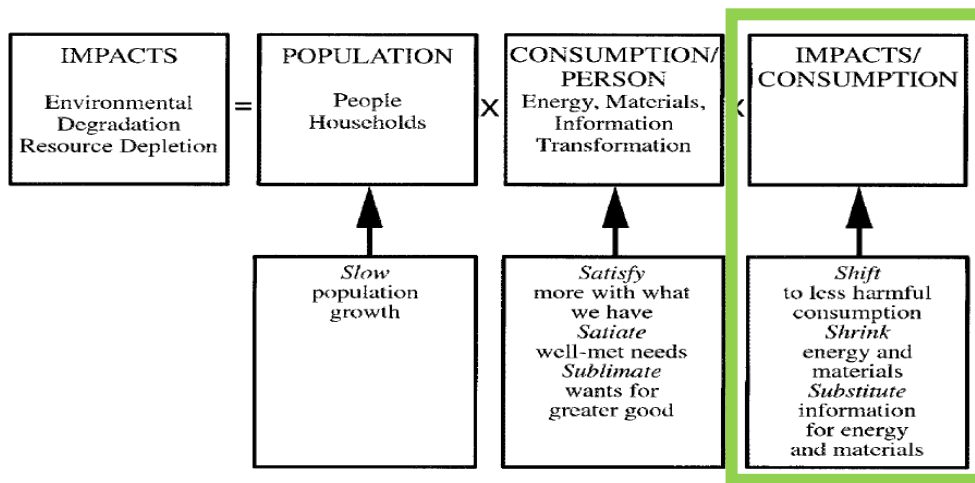 IMPACTS
Environmental
Degradation
Resource Depletion
=
POPULATION
People
Households
x
CONSUMPTION/
PERSON
Energy, Materials,
Information
Transformation
x
IMPACTS/
CONSUMPTION
Slow
population
growth
Satisfy
more with what
we have
Satiate
well-met needs
Sublimate
wants for
greater good
Shift
to less harmful
consumption
Shrink
energy and
materials
Substitute
information
for energy
and materials